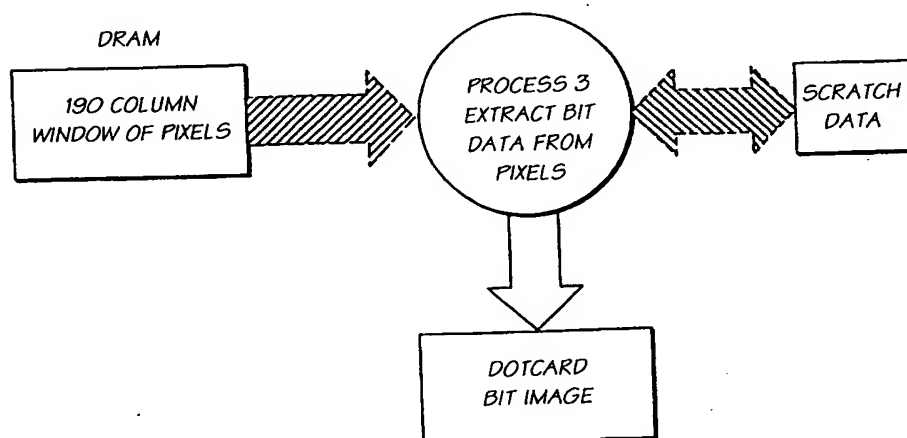 DRAM
190 COLUMN
WINDOW OF PIXELS
PROCESS 3
EXTRACT BIT
DATA FROM
PIXELS
SCRATCH
DATA
DOTCARD
BIT IMAGE